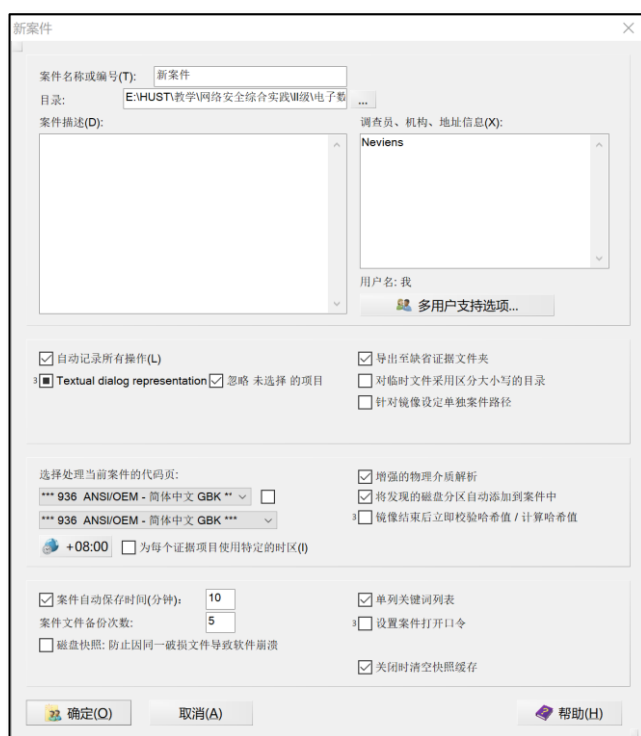 新案件
案件名称或编号(T): 新案件
目录: E:\HUST\教学\网络安全综合实践\II级\电子数 ...
案件描述(D):
调查员、机构、地址信息(X):
Neviens
用户名: 我
多用户支持选项...
自动记录所有操作(L)
3 Textual dialog representation 忽略 未选择 的项目
导出至缺省证据文件夹
对临时文件采用区分大小写的目录
针对镜像设定单独案件路径
选择处理当前案件的代码页:
*** 936 ANSI/OEM - 简体中文 GBK **
*** 936 ANSI/OEM - 简体中文 GBK ***
+08:00 为每个证据项目使用特定的时区(I)
增强的物理介质解析
将发现的磁盘分区自动添加到案件中
3 镜像结束后立即校验哈希值 / 计算哈希值
案件自动保存时间(分钟): 10
案件文件备份次数: 5
磁盘快照: 防止因同一破损文件导致软件崩溃
单列关键词列表
3 设置案件打开口令
关闭时清空快照缓存
确定(O) 取消(A) 帮助(H)